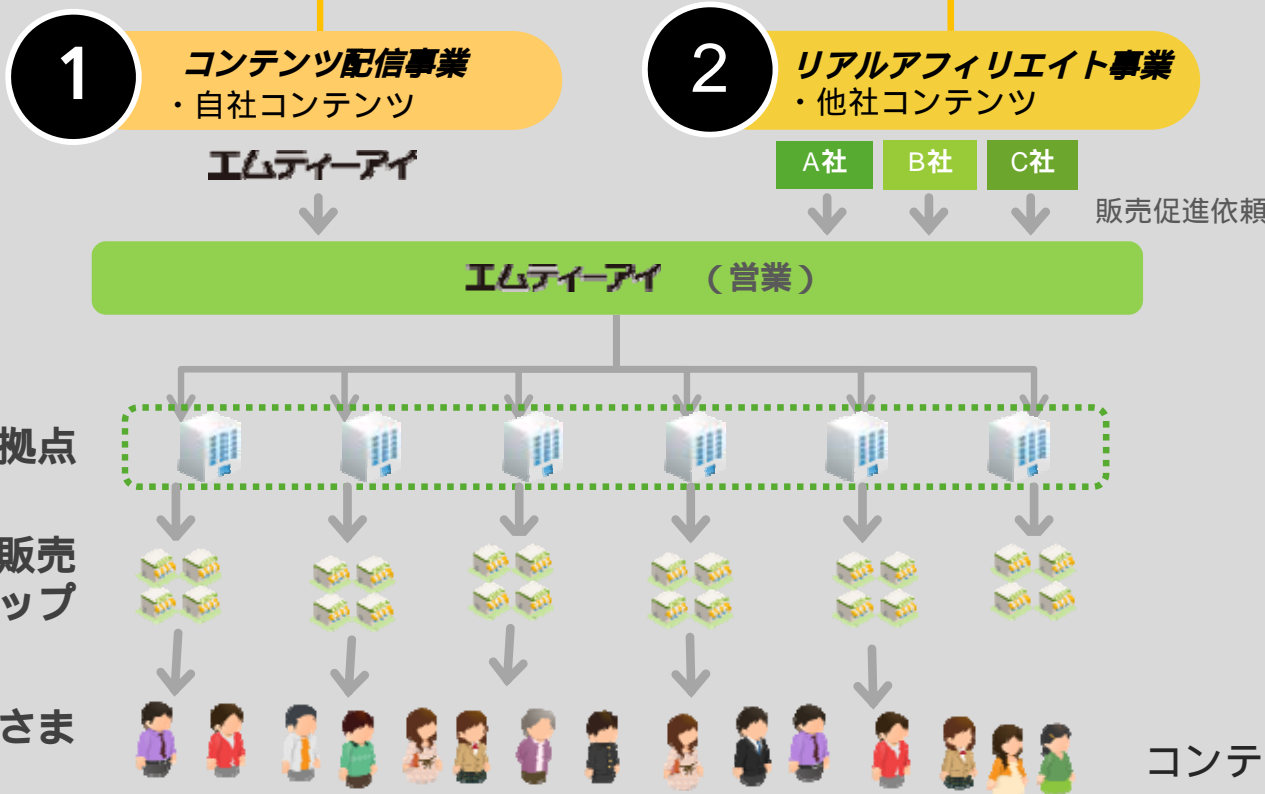 1
コンテンツ配信事業
・自社コンテンツ
2
リアルアフィリエイト事業
・他社コンテンツ
エムティーアイ
A社
B社
C社
販売促進依頼
エムティーアイ （営業）
拠点
販売
ップ
さま
コンテ